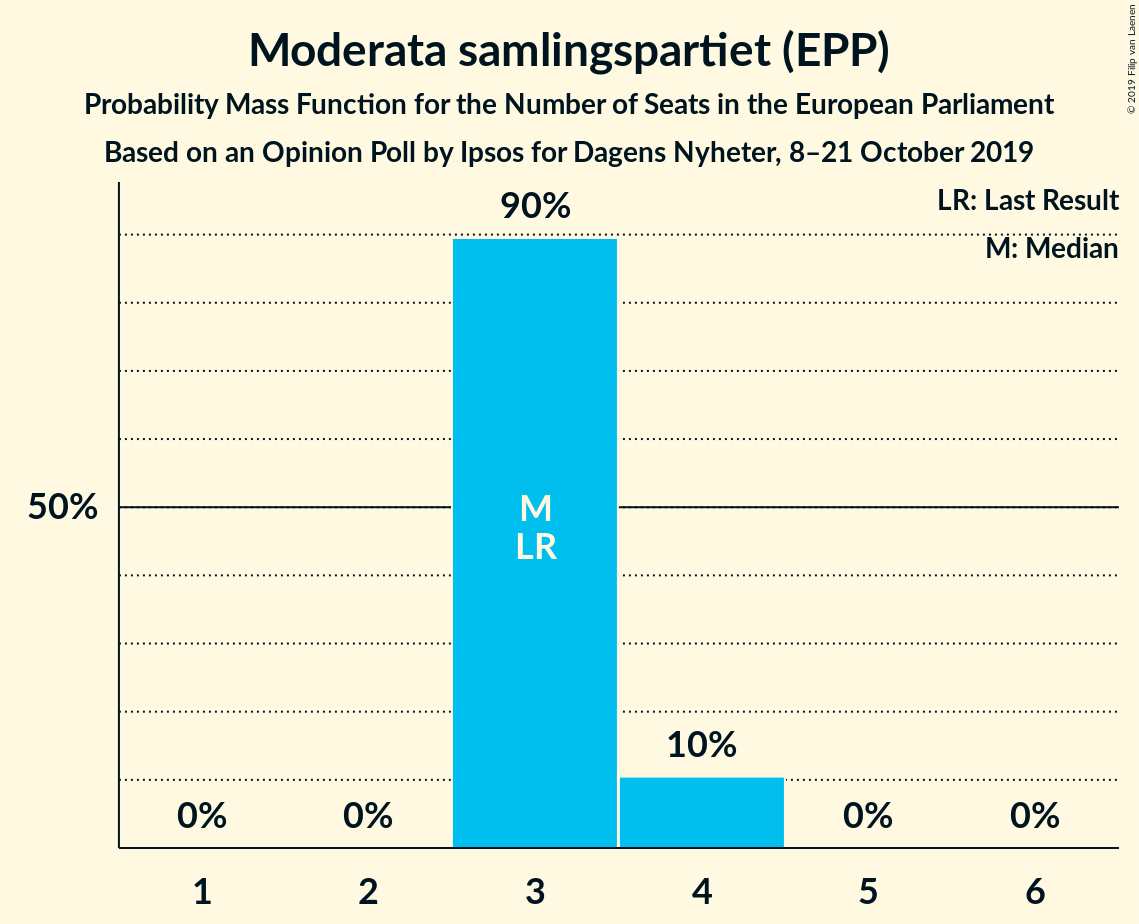 Moderata samlingspartiet (EPP)
Probability Mass Function for the Number of Seats in the European Parliament
Based on an Opinion Poll by Ipsos for Dagens Nyheter, 8–21 October 2019
© 2019 Filip van Laenen
LR: Last Result
M: Median
90%
50%
M
LR
10%
0%
0%
0%
0%
1
2
3
4
5
6